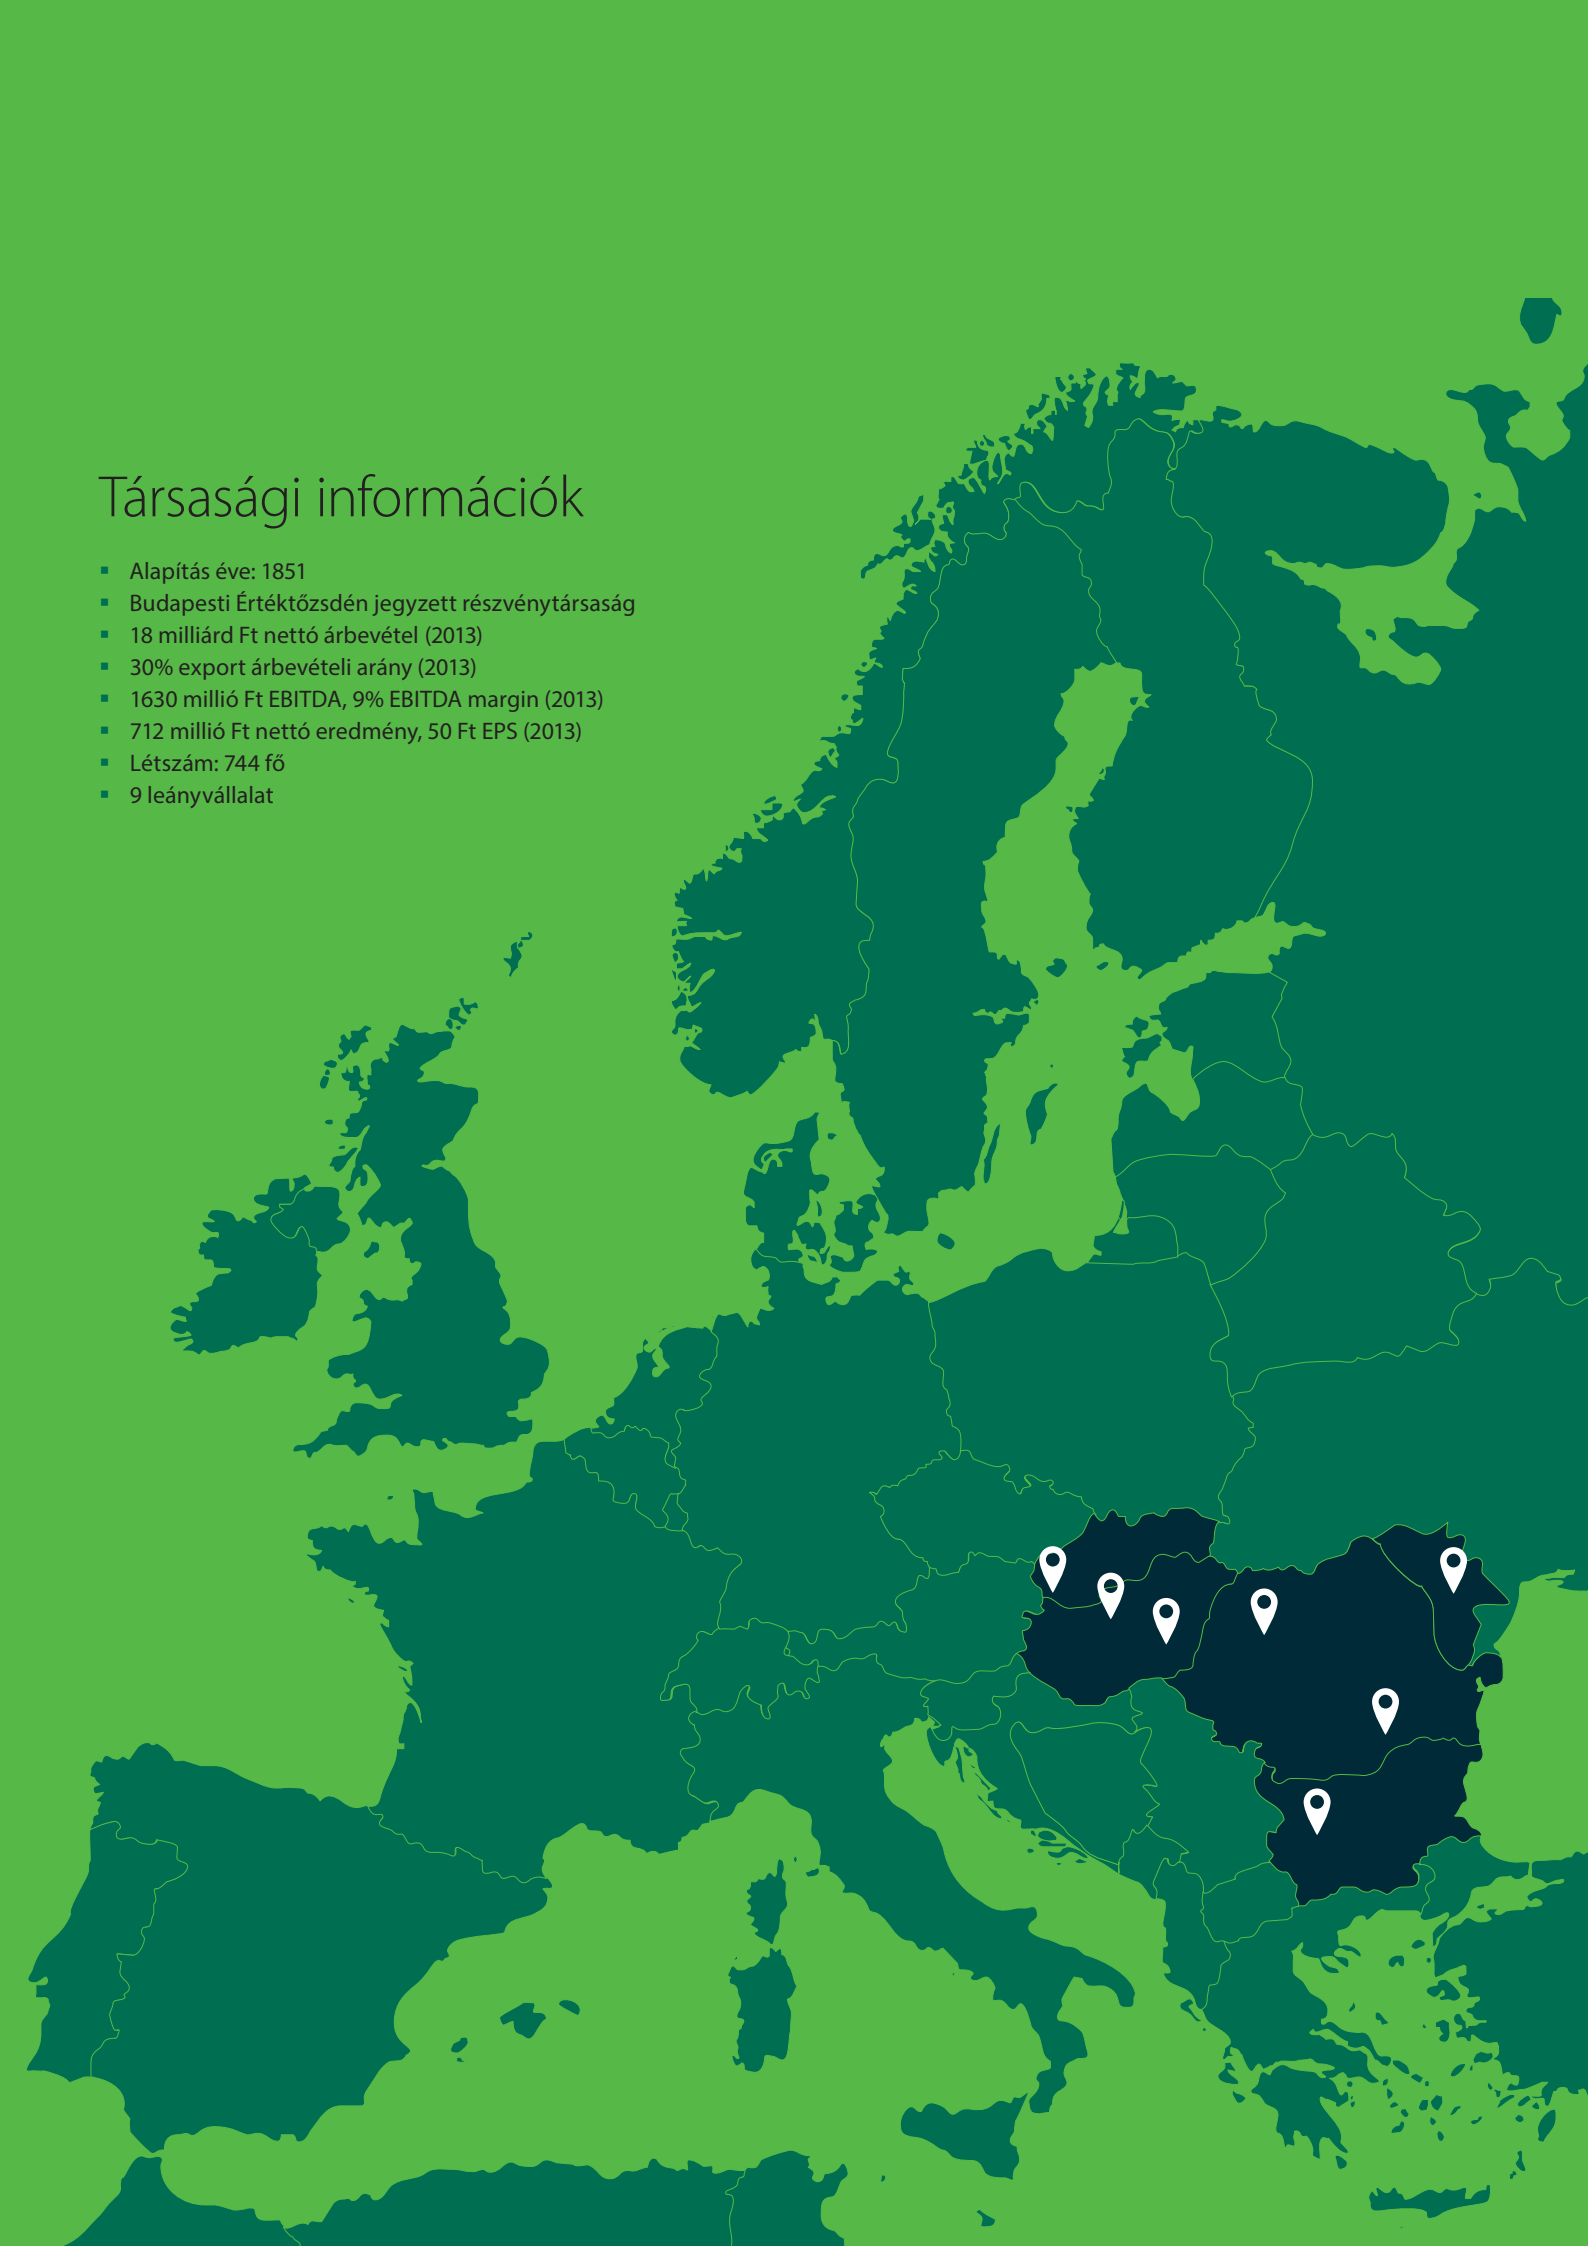 Társasági információk
▪ Alapítás éve: 1851
▪ Budapesti Értéktőzsdén jegyzett részvénytársaság
▪ 18 milliárd Ft nettó árbevétel (2013)
▪ 30% export árbevételi arány (2013)
▪ 1630 millió Ft EBITDA, 9% EBITDA margin (2013)
▪ 712 millió Ft nettó eredmény, 50 Ft EPS (2013)
▪ Létszám: 744 fő
▪ 9 leányvállalat